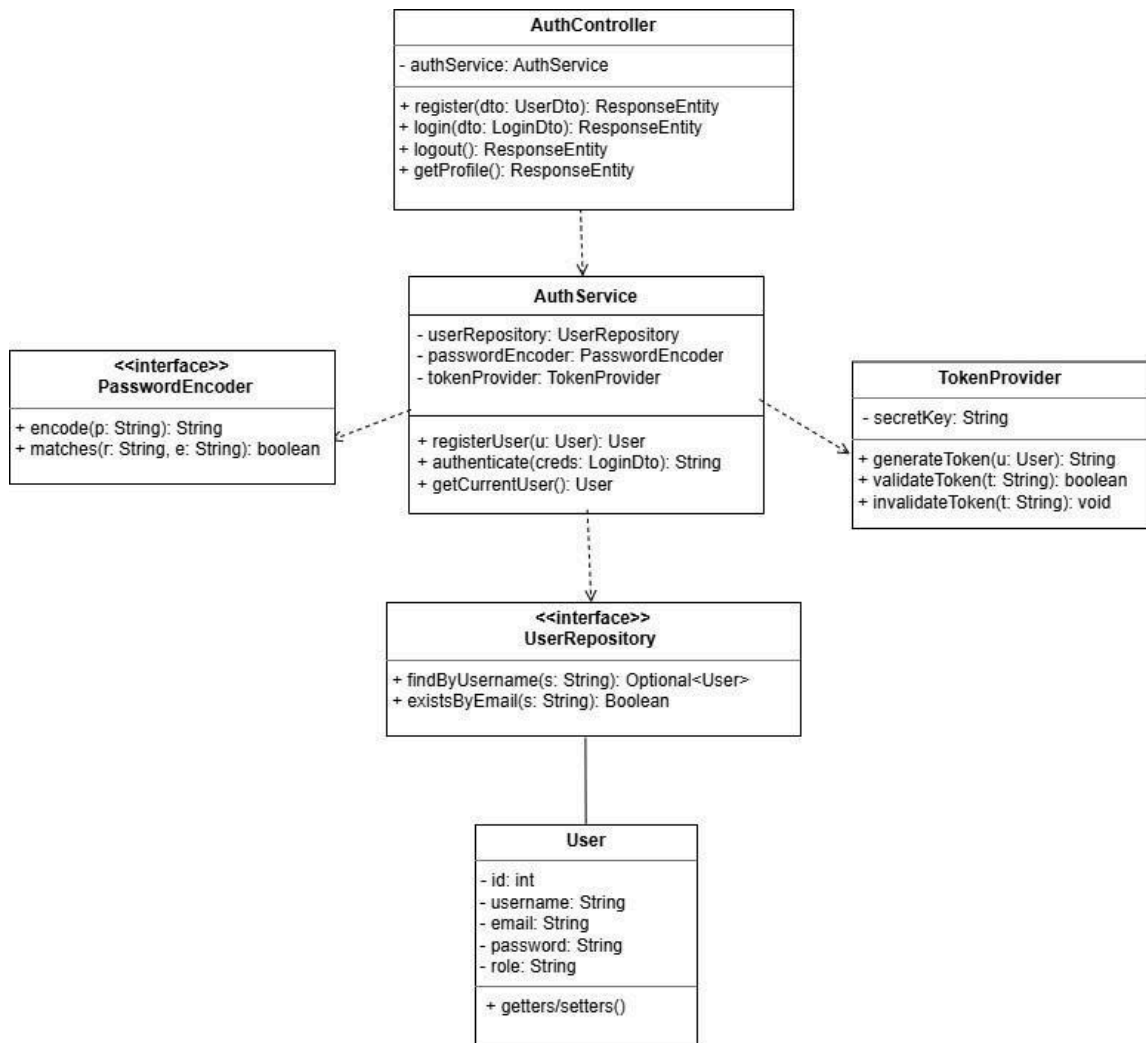 AuthController
- authService: AuthService
+ register(dto: UserDto): ResponseEntity
+ login(dto: LoginDto): ResponseEntity
+ logout(): ResponseEntity
+ getProfile(): ResponseEntity
AuthService
- userRepository: UserRepository
- passwordEncoder: PasswordEncoder
- tokenProvider: TokenProvider
+ registerUser(u: User): User
+ authenticate(creds: LoginDto): String
+ getCurrentUser(): User
<<interface>>
PasswordEncoder
+ encode(p: String): String
+ matches(r: String, e: String): boolean
TokenProvider
- secretKey: String
+ generateToken(u: User): String
+ validateToken(t: String): boolean
+ invalidateToken(t: String): void
<<interface>>
UserRepository
+ findByUsername(s: String): Optional<User>
+ existsByEmail(s: String): Boolean
User
- id: int
- username: String
- email: String
- password: String
- role: String
+ getters/setters()